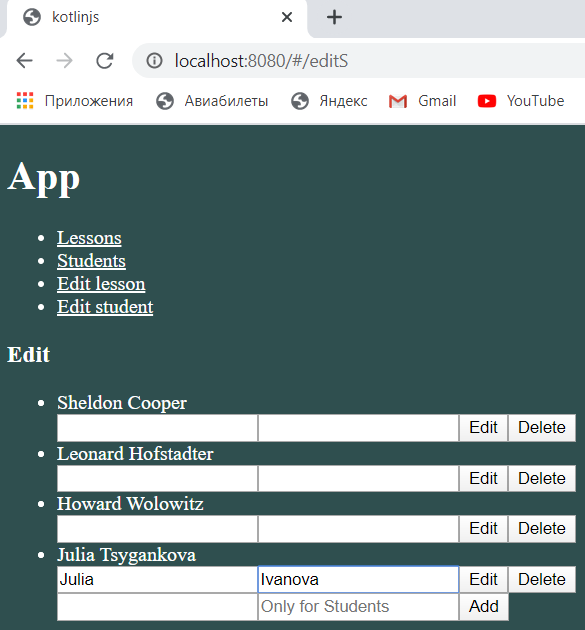 kotlinjs
localhost:8080/#/editS
Приложения Авиабилеты Яндекс Gmail YouTube
App
Lessons
Students
Edit lesson
Edit student
Edit
Sheldon Cooper
Edit Delete
Leonard Hofstadter
Edit Delete
Howard Wolowitz
Edit Delete
Julia Tsygankova
Julia Ivanova Edit Delete
Only for Students Add